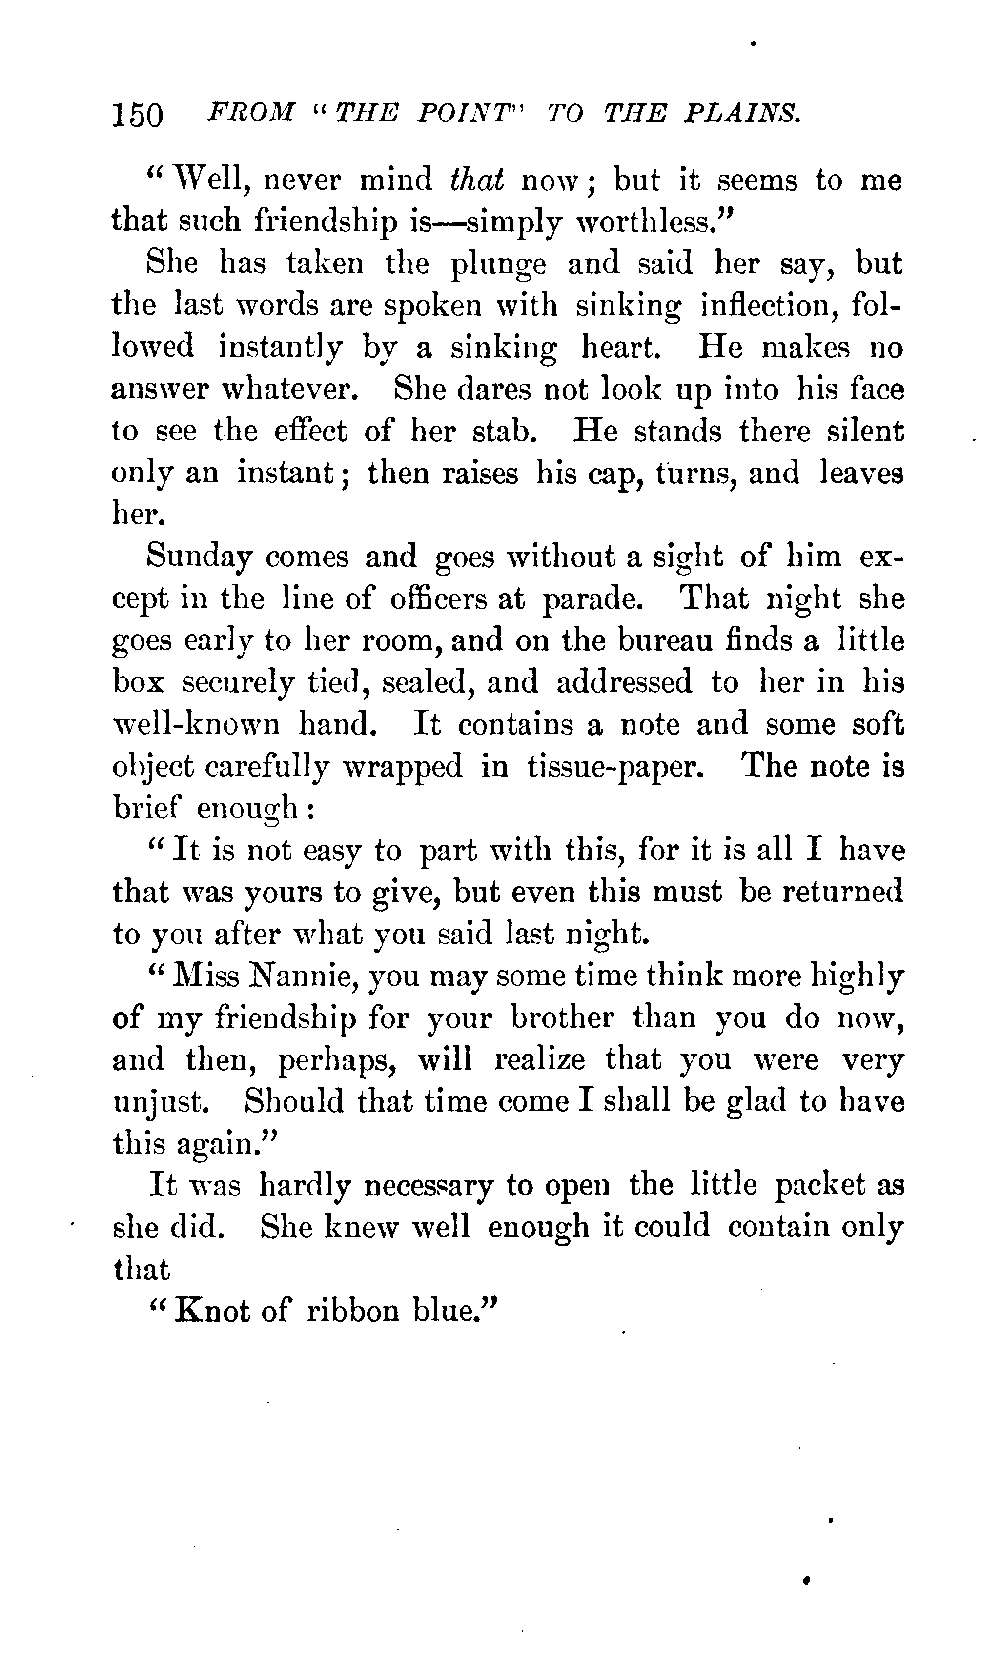 150 FROM "THE POINT" TO THE PLAINS.
"Well, never mind that now; but it seems to me
that such friendship is—simply worthless."
She has taken the plunge and said her say, but
the last words are spoken with sinking inflection, fol-
lowed instantly by a sinking heart. He makes no
answer whatever. She dares not look up into his face
to see the effect of her stab. He stands there silent
only an instant; then raises his cap, turns, and leaves
her.
Sunday comes and goes without a sight of him ex-
cept in the line of officers at parade. That night she
goes early to her room, and on the bureau finds a little
box securely tied, sealed, and addressed to her in his
well-known hand. It contains a note and some soft
object carefully wrapped in tissue-paper. The note is
brief enough:
"It is not easy to part with this, for it is all I have
that was yours to give, but even this must be returned
to you after what you said last night.
"Miss Nannie, you may some time think more highly
of my friendship for your brother than you do now,
and then, perhaps, will realize that you were very
unjust. Should that time come I shall be glad to have
this again."
It was hardly necessary to open the little packet as
she did. She knew well enough it could contain only
that
"Knot of ribbon blue."